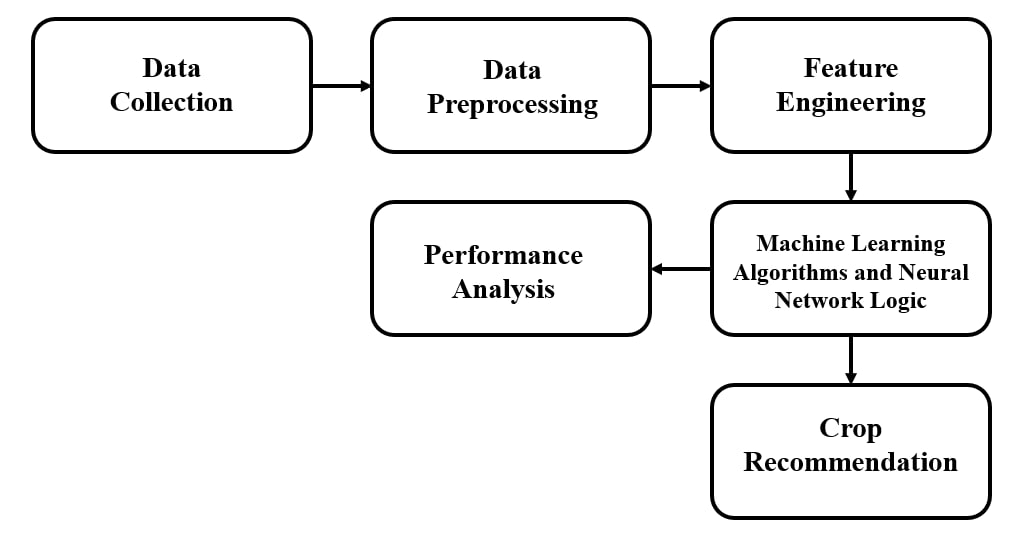 Data
Collection
Data
Preprocessing
Feature
Engineering
Performance
Analysis
Machine Learning
Algorithms and Neural
Network Logic
Crop
Recommendation